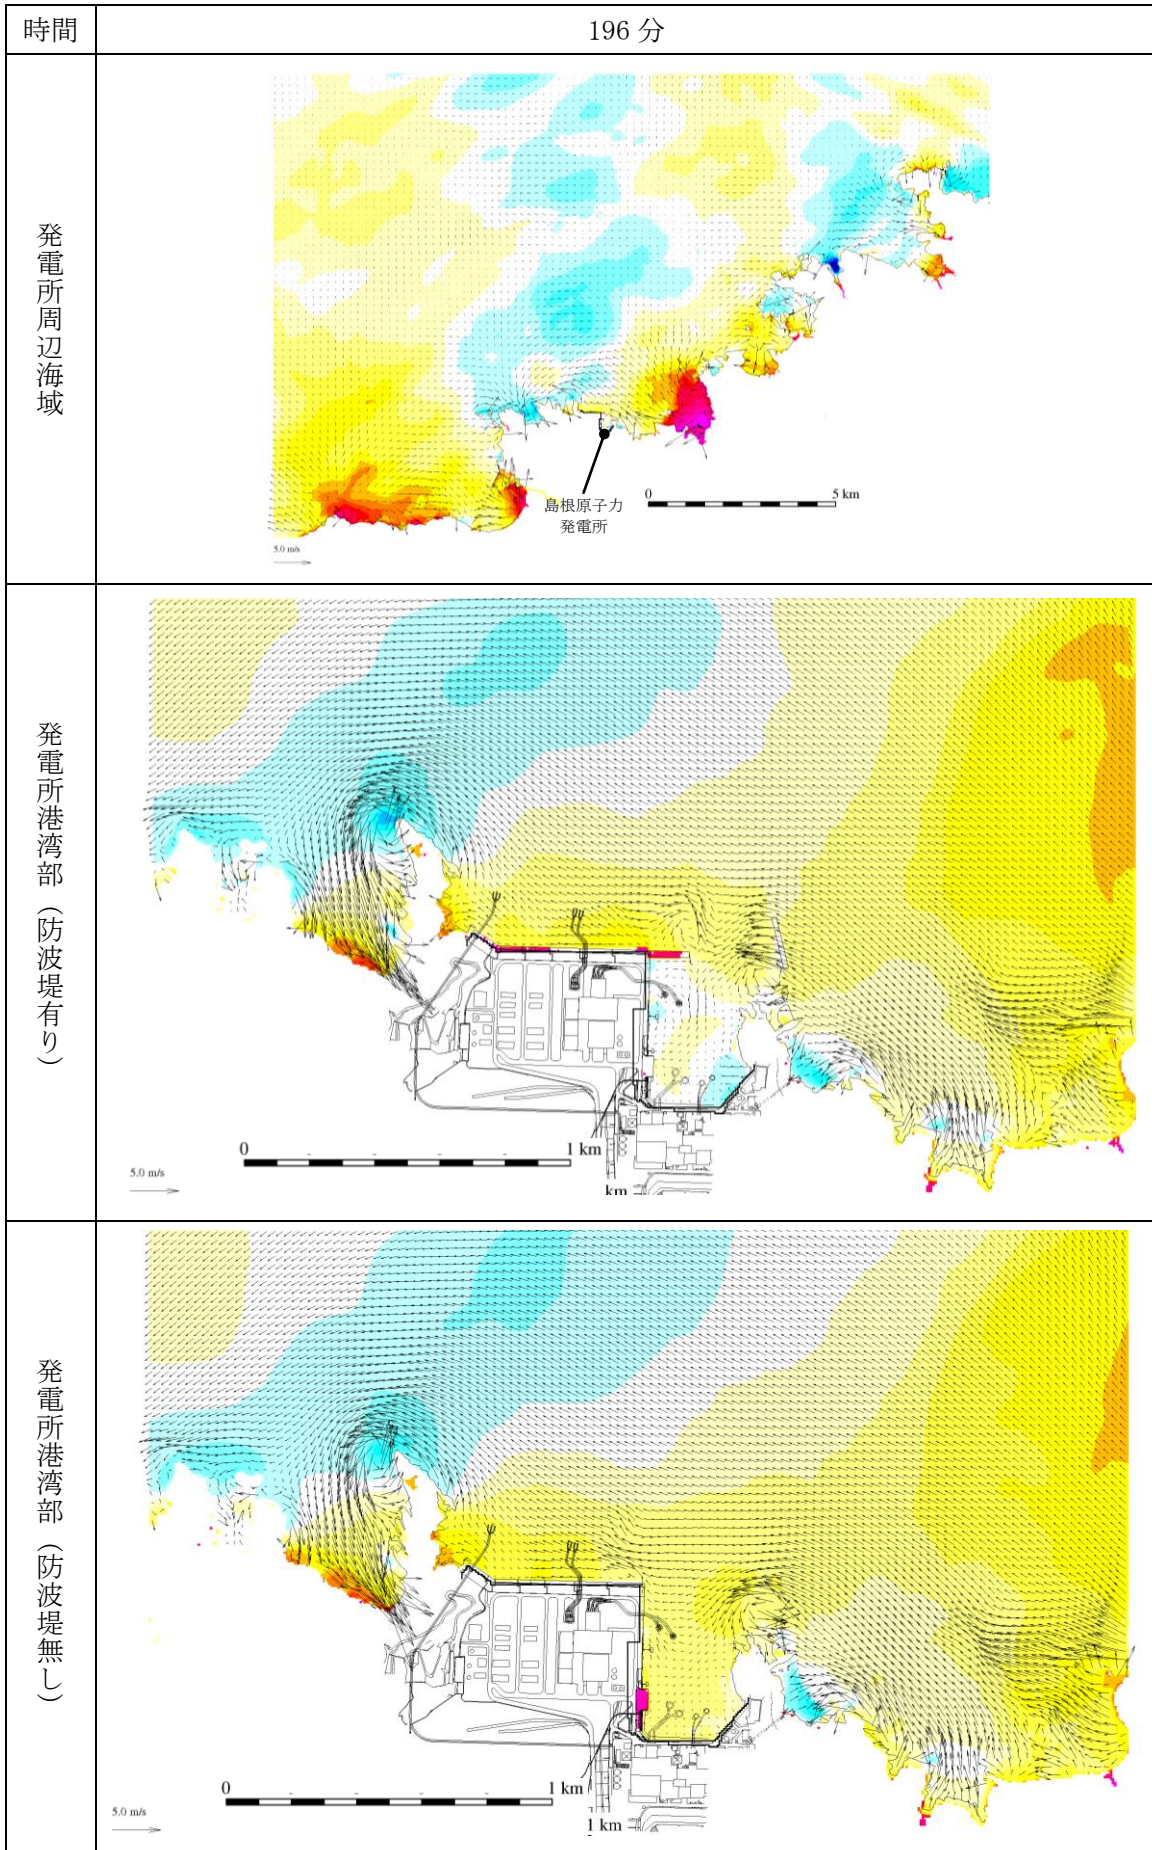 時間
196 分
発電所周辺海域
島根原子力
発電所
0
5 km
5.0 m/s
発電所港湾部（防波堤有り）
0
1 km
5.0 m/s
km
発電所港湾部（防波堤無し）
0
1 km
5.0 m/s
1 km